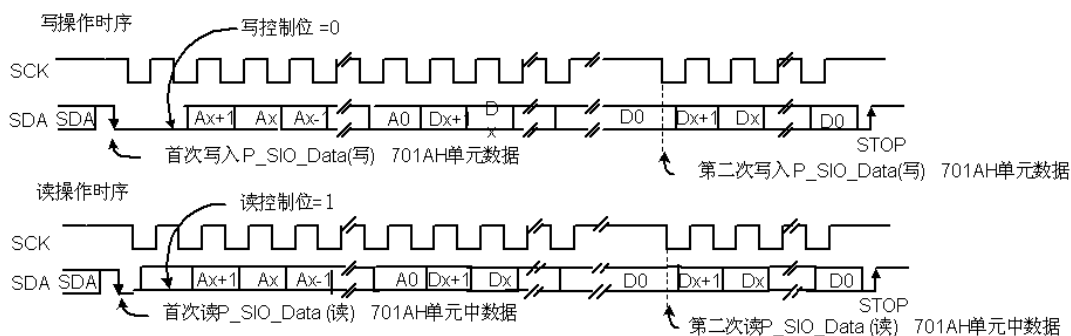 写操作时序
写控制位 =0
SCK
SDA SDA Ax+1 Ax Ax-1 A0 Dx+1 Dx D0 Dx+1 Dx D0
STOP
首次写入P_SIO_Data(写) 701AH单元数据
第二次写入P_SIO_Data(写) 701AH单元数据
读操作时序
读控制位=1
SCK
SDA SDA Ax+1 Ax Ax-1 A0 Dx+1 Dx D0 Dx+1 Dx D0
STOP
首次读P_SIO_Data (读) 701AH单元中数据
第二次读P_SIO_Data (读) 701AH单元中数据